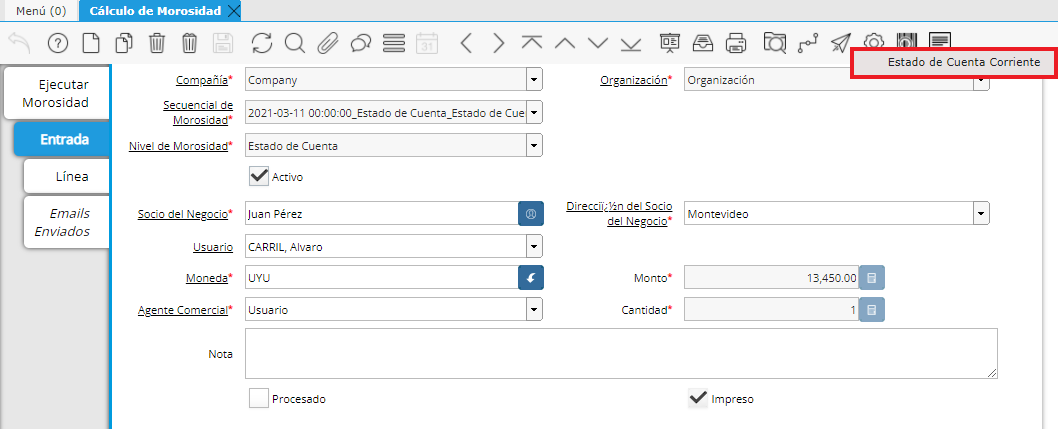 Menú (0)
Cálculo de Morosidad
31
Estado de Cuenta Corriente
Ejecutar
Morosidad
Entrada
Línea
Emails
Enviados
Compañía* Company
Organización* Organización
Secuencial de
Morosidad* 2021-03-11 00:00:00_Estado de Cuenta_Estado de Cue
Nivel de Morosidad* Estado de Cuenta
Activo
Socio del Negocio* Juan Pérez
Direcciï¿½n del Socio
del Negocio* Montevideo
Usuario CARRIL, Alvaro
Moneda* UYU
Monto* 13,450.00
Agente Comercial* Usuario
Cantidad* 1
Nota
Procesado
Impreso